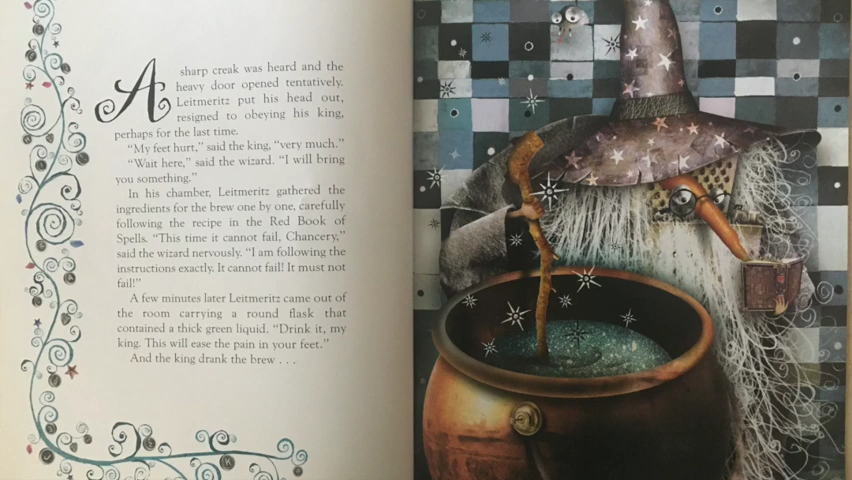 A sharp creak was heard and the
heavy door opened tentatively.
Leitmeritz put his head out,
resigned to obeying his king,
perhaps for the last time.
“My feet hurt,” said the king, “very much.”
“Wait here,” said the wizard. “I will bring
you something.”
In his chamber, Leitmeritz gathered the
ingredients for the brew one by one, carefully
following the recipe in the Red Book of
Spells. “This time it cannot fail, Chancery,”
said the wizard nervously. “I am following the
instructions exactly. It cannot fail! It must not
fail!”
A few minutes later Leitmeritz came out of
the room carrying a round flask that
contained a thick green liquid. “Drink it, my
king. This will ease the pain in your feet.”
And the king drank the brew . . .